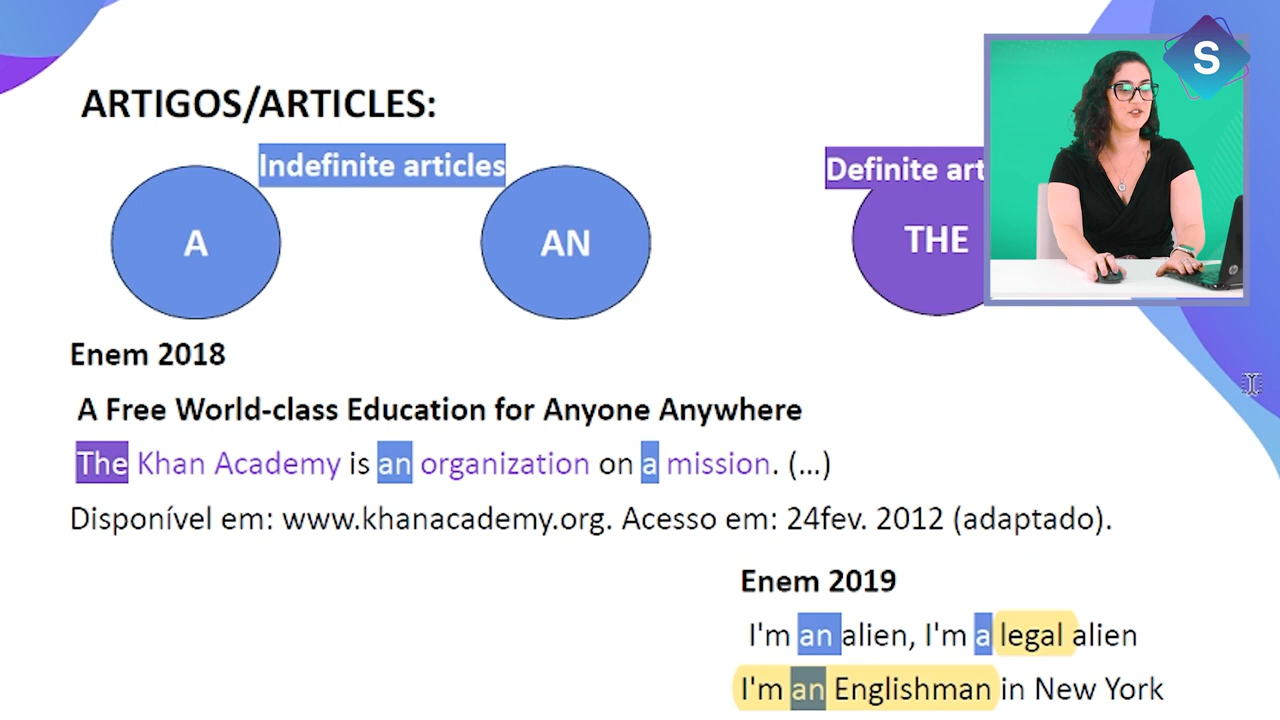 ARTIGOS/ARTICLES:
Indefinite articles
Definite art
A
AN
THE
S
Enem 2018
A Free World-class Education for Anyone Anywhere
The Khan Academy is an organization on a mission. (...)
Disponível em: www.khanacademy.org. Acesso em: 24fev. 2012 (adaptado).
Enem 2019
I'm an alien, I'm a legal alien
I'm an Englishman in New York